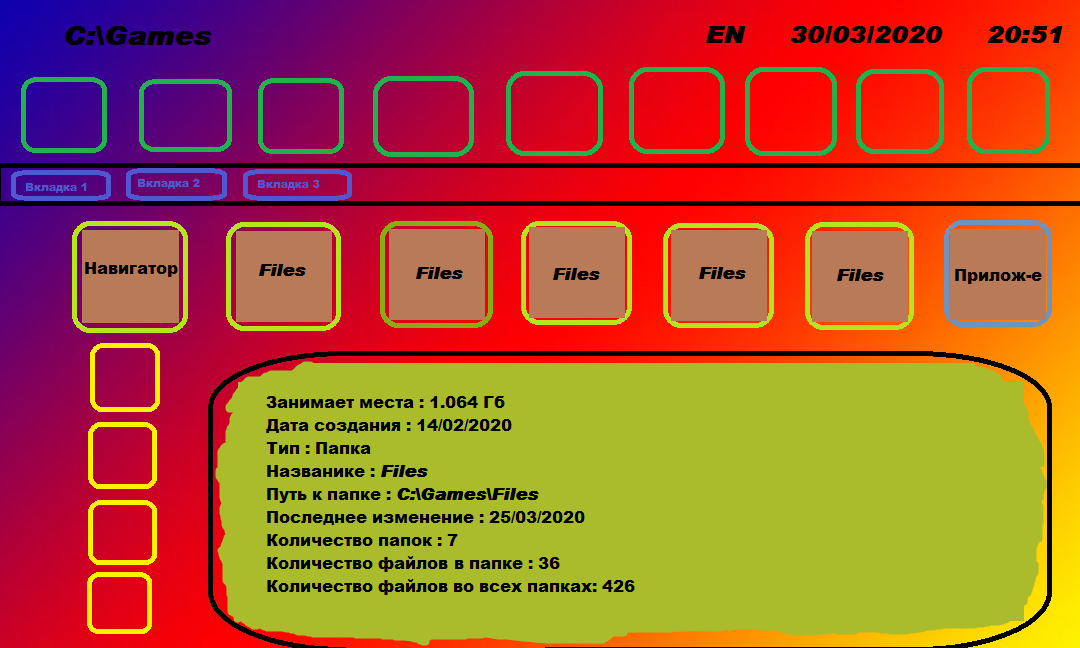 C:\Games EN 30/03/2020 20:51
Вкладка 1 Вкладка 2 Вкладка 3
Навигатор Files Files Files Files Files Прилож-е
Занимает места : 1.064 Гб
Дата создания : 14/02/2020
Тип : Папка
Названике : Files
Путь к папке : C:\Games\Files
Последнее изменение : 25/03/2020
Количество папок : 7
Количество файлов в папке : 36
Количество файлов во всех папках: 426